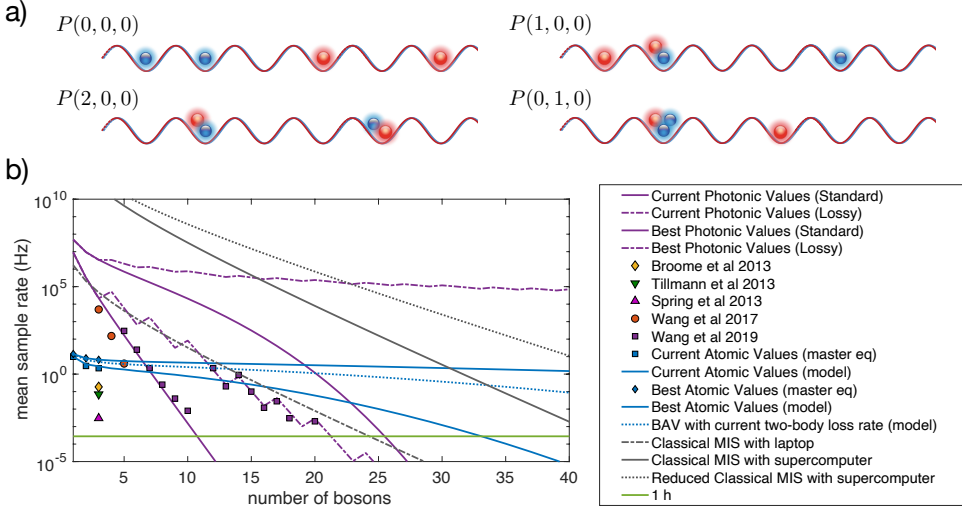 a)
P(0,0,0)
P(1,0,0)
P(2,0,0)
P(0,1,0)
b)
10^10
10^5
10^0
10^-5
mean sample rate (Hz)
5 10 15 20 25 30 35 40
number of bosons
Current Photonic Values (Standard)
Current Photonic Values (Lossy)
Best Photonic Values (Standard)
Best Photonic Values (Lossy)
Broome et al 2013
Tillmann et al 2013
Spring et al 2013
Wang et al 2017
Wang et al 2019
Current Atomic Values (master eq)
Current Atomic Values (model)
Best Atomic Values (master eq)
Best Atomic Values (model)
BAV with current two-body loss rate (model)
Classical MIS with laptop
Classical MIS with supercomputer
Reduced Classical MIS with supercomputer
1 h